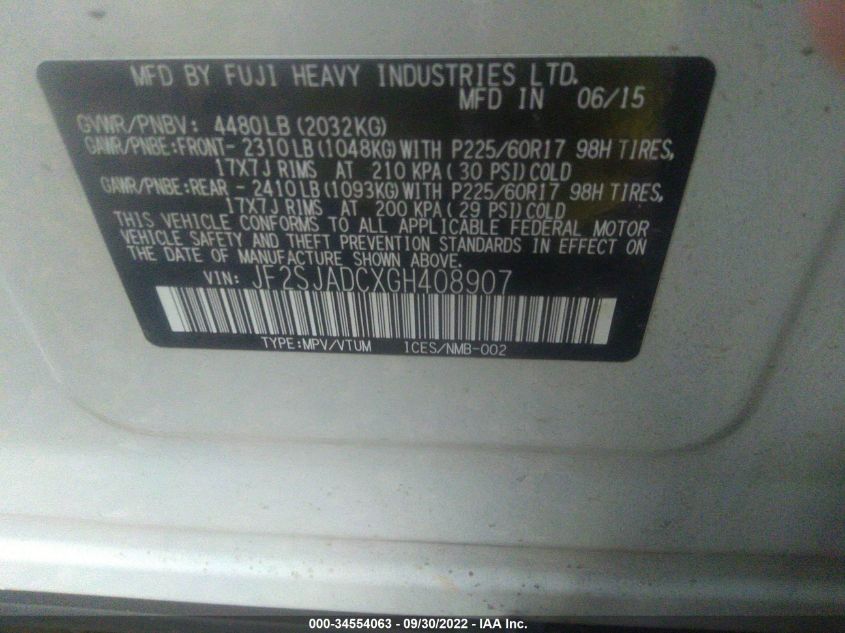 MFD BY FUJI HEAVY INDUSTRIES LTD.
MFD IN 06/15
GVWR/PNBV: 4480LB (2032KG)
GAWR/PNBE:FRONT- 2310LB (1048KG) WITH P225/60R17 98H TIRES,
17X7J RIMS AT 210 KPA ( 30 PSI) COLD
GAWR/PNBE:REAR - 2410LB (1093KG) WITH P225/60R17 98H TIRES,
17X7J RIMS AT 200 KPA ( 29 PSI) COLD
THIS VEHICLE CONFORMS TO ALL APPLICABLE FEDERAL MOTOR
VEHICLE SAFETY AND THEFT PREVENTION STANDARDS IN EFFECT ON
THE DATE OF MANUFACTURE SHOWN ABOVE.
VIN: JF2SJADCXGH408907
TYPE:MPV/VTUM ICES/NMB-002
000-34554063 - 09/30/2022 - IAA Inc.